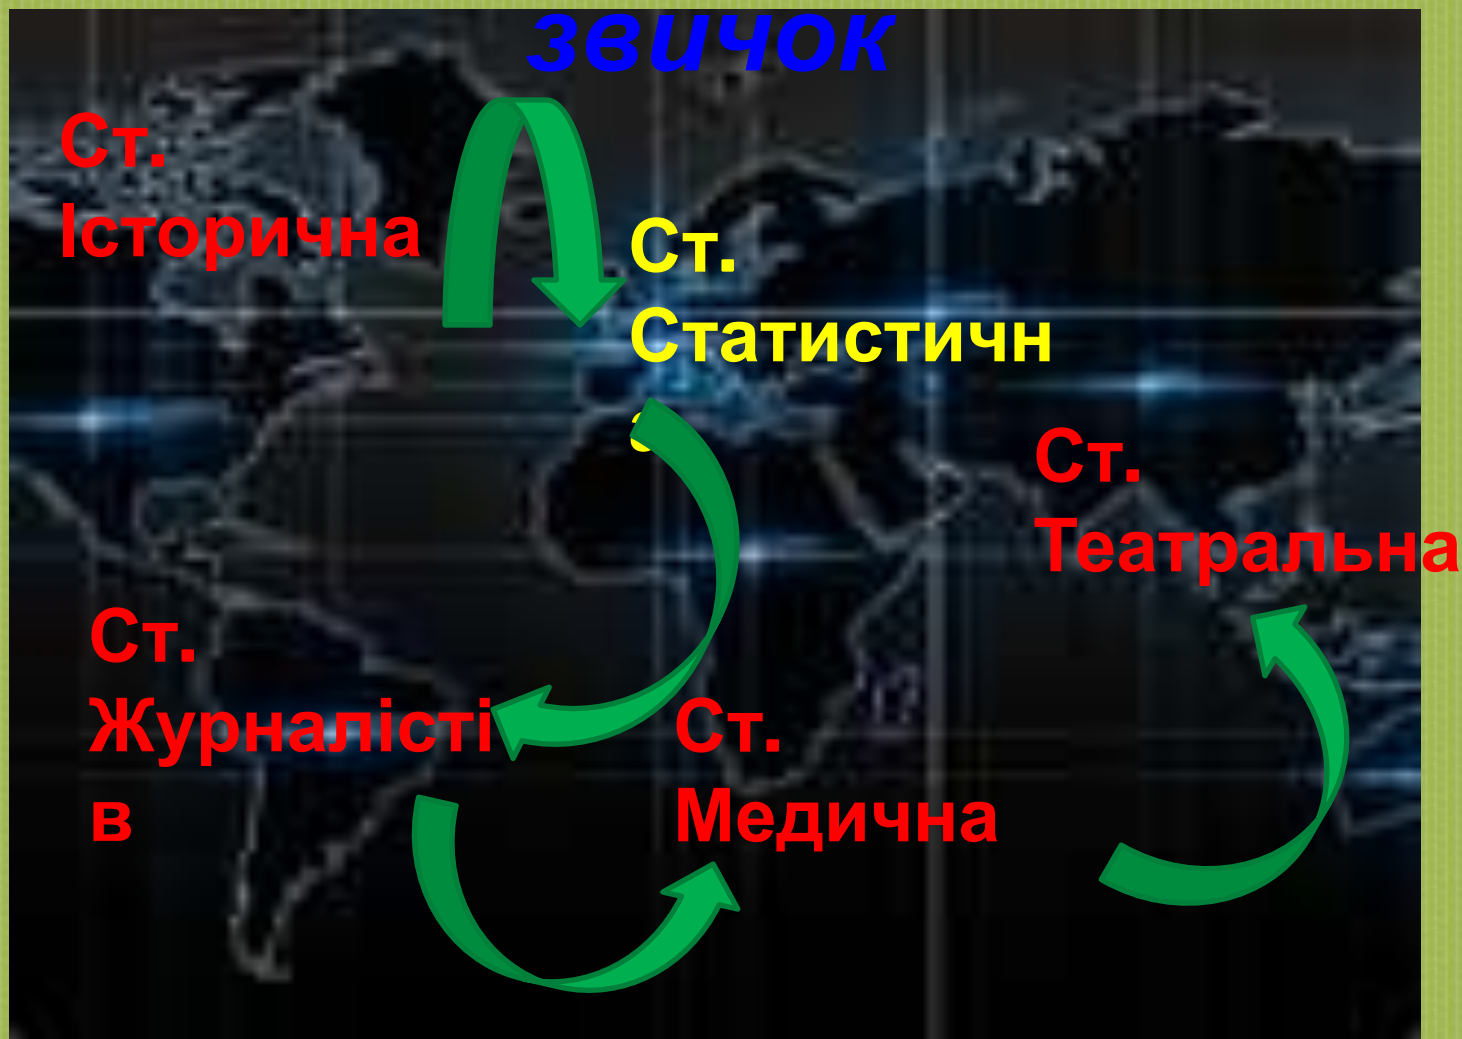 звичок
Ст.
Історична
Ст.
Статистичн
а
Ст.
Театральна
Ст.
Журналісті
в
Ст.
Медична